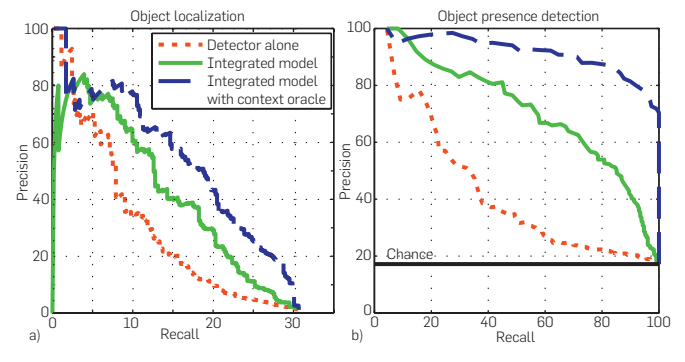 Object localization
100
80
60
40
20
0
0
10
20
30
Precision
Recall
a)
Detector alone
Integrated model
Integrated model
with context oracle
Object presence detection
100
80
60
40
20
0
0
20
40
60
80
100
Precision
Recall
b)
Chance